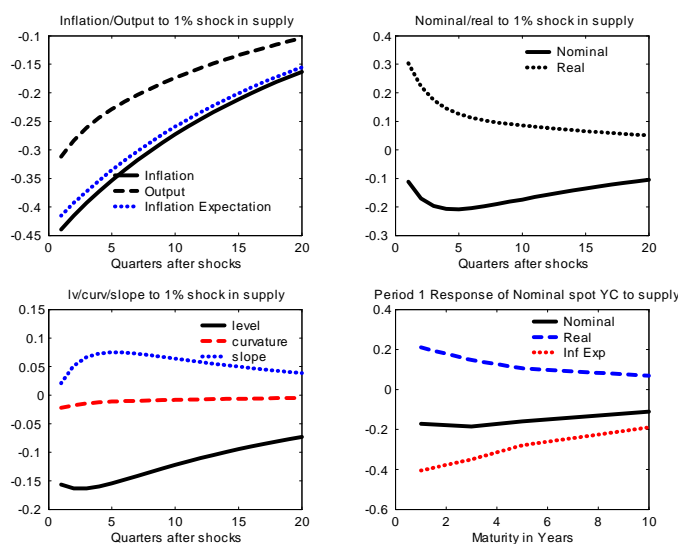 Inflation/Output to 1% shock in supply
-0.1
-0.15
-0.2
-0.25
-0.3
-0.35
-0.4
-0.45
Inflation
Output
Inflation Expectation
0 5 10 15 20
Quarters after shocks
Nominal/real to 1% shock in supply
0.4
0.3
0.2
0.1
0
-0.1
-0.2
-0.3
Nominal
Real
0 5 10 15 20
Quarters after shocks
lv/curv/slope to 1% shock in supply
0.15
0.1
0.05
0
-0.05
-0.1
-0.15
-0.2
level
curvature
slope
0 5 10 15 20
Quarters after shocks
Period 1 Response of Nominal spot YC to supply
0.4
0.2
0
-0.2
-0.4
-0.6
Nominal
Real
Inf Exp
0 2 4 6 8 10
Maturity in Years